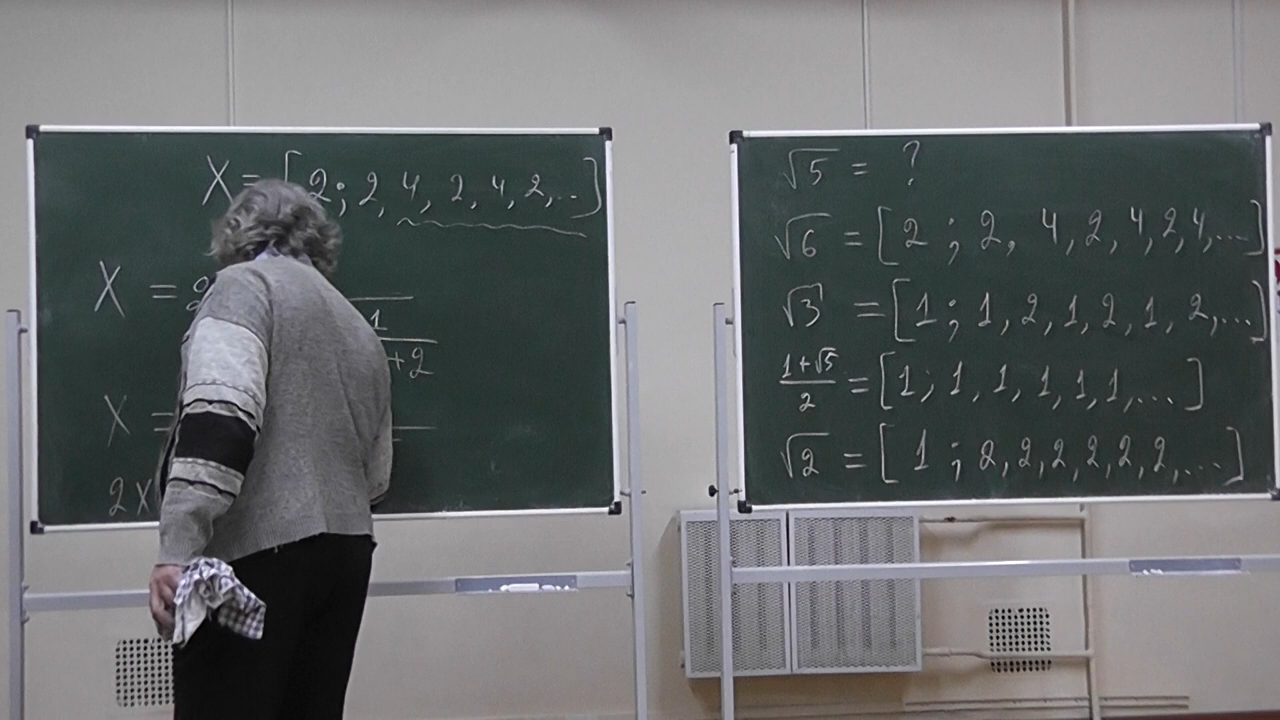 X = [2; 2, 4, 2, 4, 2, ...]
X = 2
1
+2
X =
2X
√5 = ?
√6 = [2; 2, 4, 2, 4, 2, 4, ...]
√3 = [1; 1, 2, 1, 2, 1, 2, ...]
(1+√5)/2 = [1; 1, 1, 1, 1, 1, ...]
√2 = [1; 2, 2, 2, 2, 2, 2, ...]